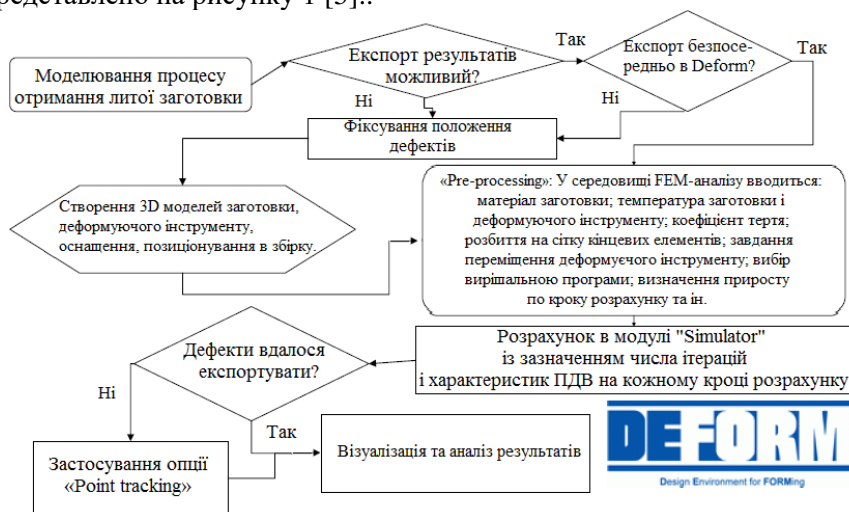 редставлено на рисунку 1 [3]..
Моделювання процесу
отримання литої заготовки
Експорт результатів
можливий?
Так
Експорт безпосе-
редньо в Deform?
Так
Ні
Ні
Фіксування положення
дефектів
Створення 3D моделей заготовки,
деформуючого інструменту,
оснащення, позиціонування в збірку.
«Pre-processing»: У середовищі FEM-аналізу вводиться:
матеріал заготовки; температура заготовки і
деформуючого інструменту; коефіцієнт тертя;
розбиття на сітку кінцевих елементів; завдання
переміщення деформуєчого інструменту; вибір
вирішальною програми; визначення приросту
по кроку розрахунку та ін.
Розрахунок в модулі "Simulator"
із зазначенням числа ітерацій
і характеристик ПДВ на кожному кроці розрахунку
Дефекти вдалося
експортувати?
Ні
Так
Застосування опції
«Point tracking»
Візуалізація та аналіз результатів
DEFORM
Design Environment for FORMing